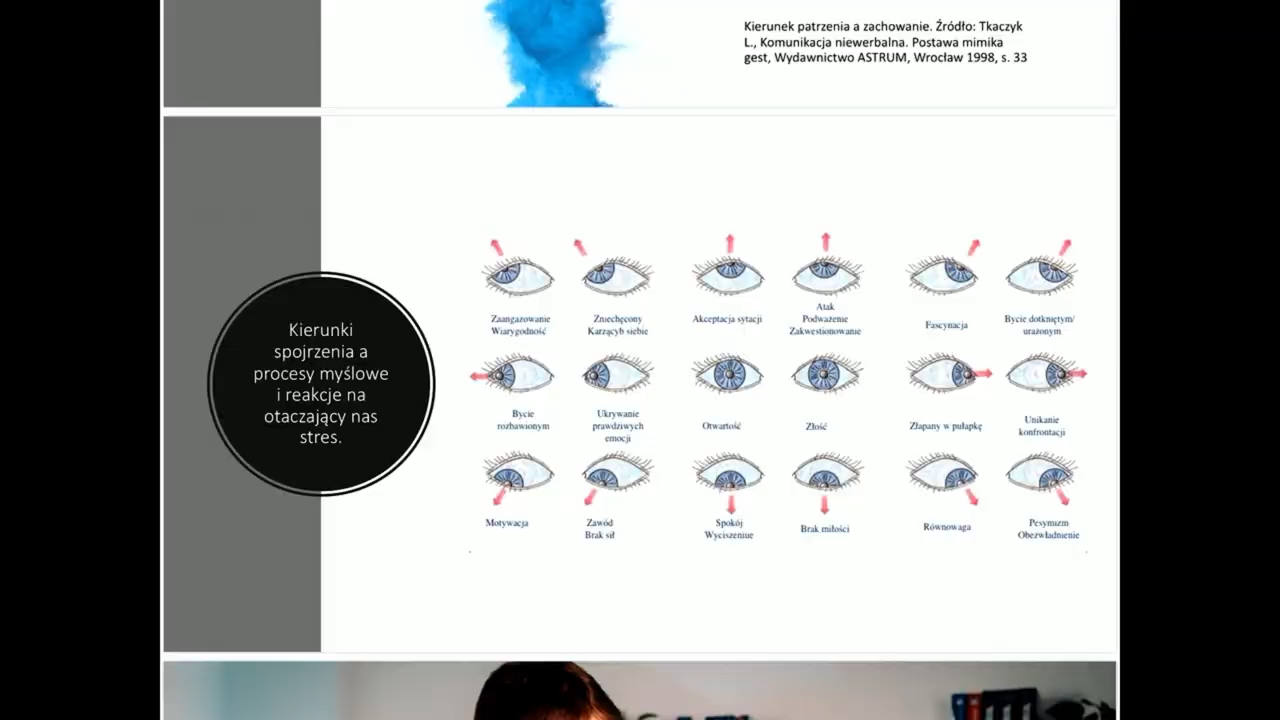 Kierunek patrzenia a zachowanie. Źródło: Tkaczyk
L., Komunikacja niewerbalna. Postawa mimika
gest, Wydawnictwo ASTRUM, Wrocław 1998, s. 33
Kierunki
spojrzenia a
procesy myślowe
i reakcje na
otaczający nas
stres.
Zaangazowanie
Wiarygodność
Zniechęcony
Karzącyb siebie
Akceptacja sytacji
Atak
Podważenie
Zakwestionowanie
Fascynacja
Bycie dotkniętym/
urażonym
Bycie
rozbawionym
Ukrywanie
prawdziwych
emocji
Otwartość
Złość
Złapany w pułapkę
Unikanie
konfrontacji
Motywacja
Zawód
Brak sił
Spokój
Wyciszeniue
Brak miłości
Równowaga
Pesymizm
Obezwładnienie